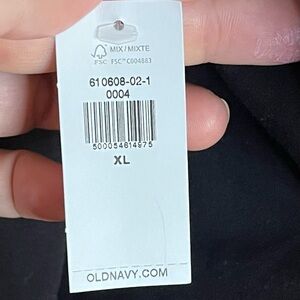 MIX/MIXTE
FSC FSC™ C004883
610608-02-1
0004
500054614975
XL
OLDNAVY.COM